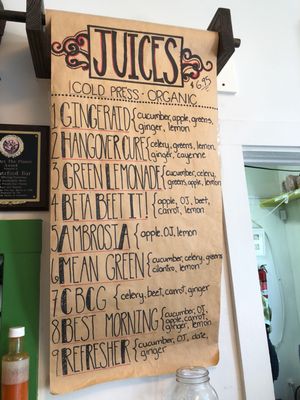 JUICES
$6.95
COLD PRESS · ORGANIC
1 GINGERAID { cucumber, apple, greens,
ginger, lemon
2 HANGOVER CURE { celery, greens, lemon,
ginger, cayenne
3 GREEN LEMONADE { cucumber, celery,
greens, apple, lemon
4 BETA BEET IT! { apple, OJ, beet,
carrot, lemon
5 AMBROSIA { apple, OJ, lemon
6 MEAN GREEN { cucumber, celery, greens
cilantro, lemon
7 CBCG { celery, beet, carrot, ginger
8 BEST MORNING { cucumber, OJ,
apple, carrot,
ginger, lemon
9 REFRESHER { cucumber, OJ, date,
ginger